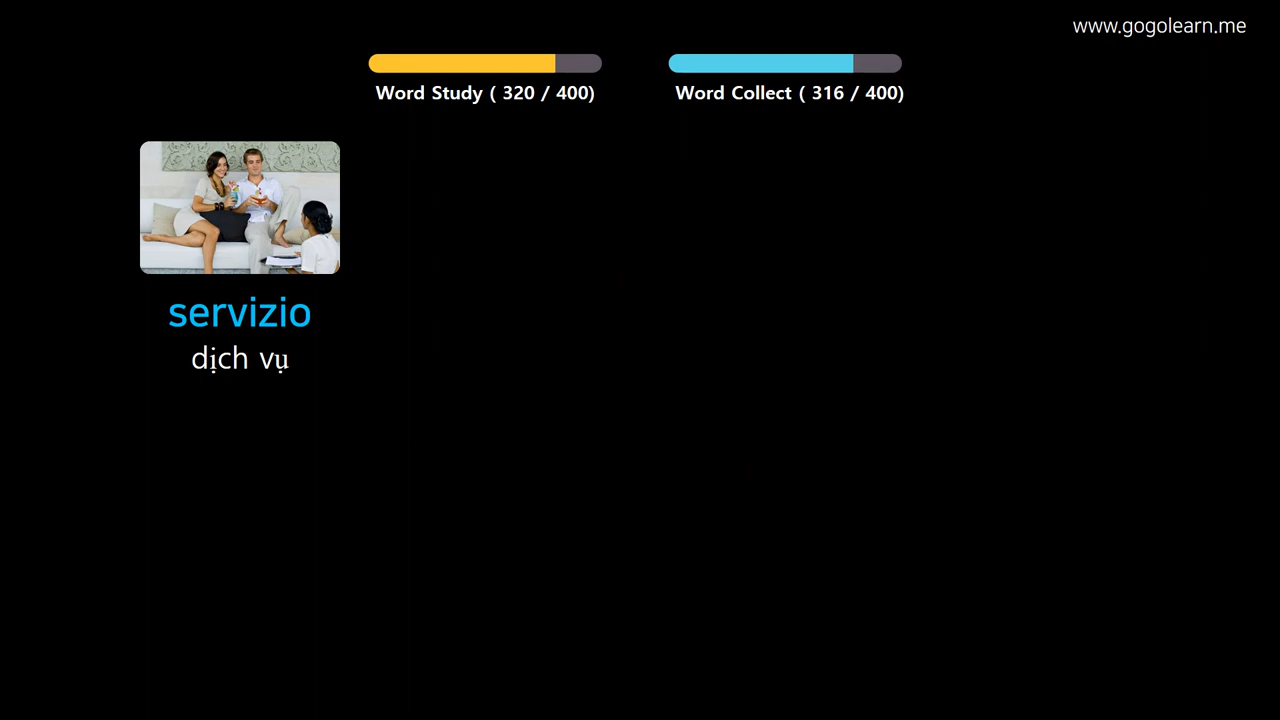 www.gogolearn.me
Word Study ( 320 / 400)
Word Collect ( 316 / 400)
servizio
dịch vụ